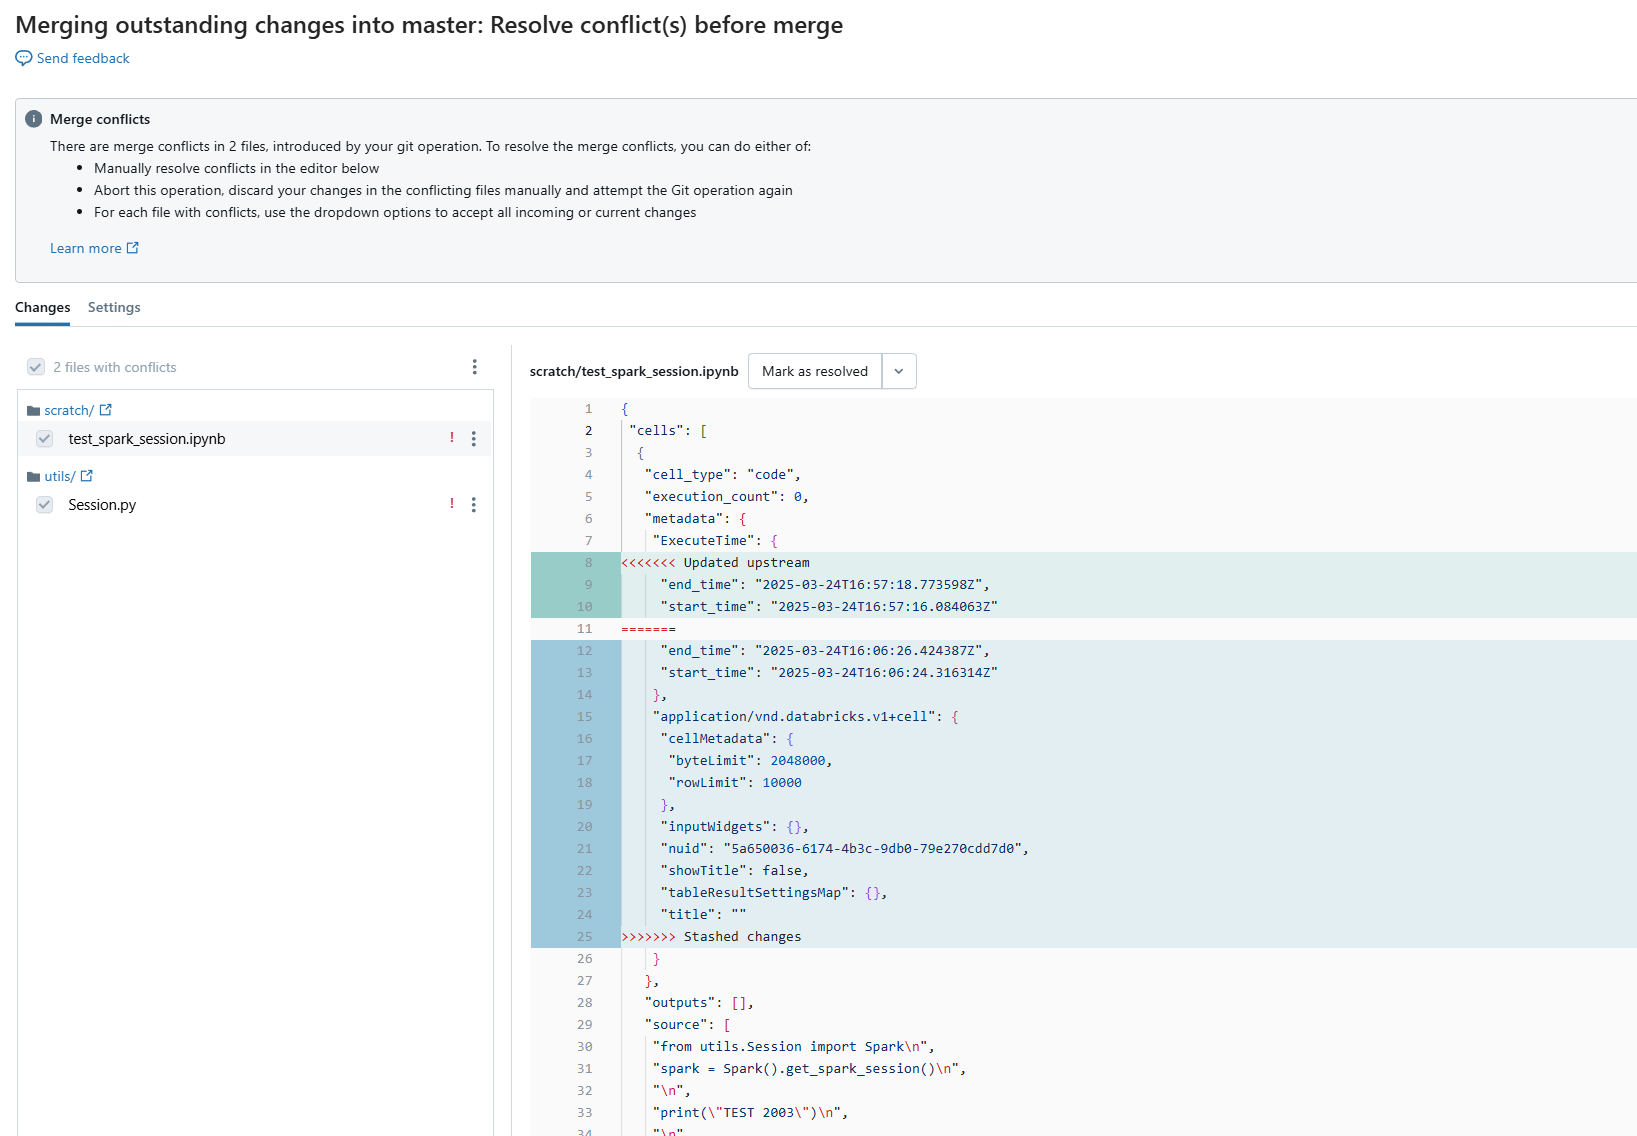 Merging outstanding changes into master: Resolve conflict(s) before merge
Send feedback
Merge conflicts
There are merge conflicts in 2 files, introduced by your git operation. To resolve the merge conflicts, you can do either of:
• Manually resolve conflicts in the editor below
• Abort this operation, discard your changes in the conflicting files manually and attempt the Git operation again
• For each file with conflicts, use the dropdown options to accept all incoming or current changes
Learn more
Changes Settings
2 files with conflicts
scratch/
test_spark_session.ipynb !
utils/
Session.py !
scratch/test_spark_session.ipynb Mark as resolved
1 {
2 "cells": [
3 {
4 "cell_type": "code",
5 "execution_count": 0,
6 "metadata": {
7 "ExecuteTime": {
8 <<<<<<< Updated upstream
9 "end_time": "2025-03-24T16:57:18.773598Z",
10 "start_time": "2025-03-24T16:57:16.084063Z"
11 =======
12 "end_time": "2025-03-24T16:06:26.424387Z",
13 "start_time": "2025-03-24T16:06:24.316314Z"
14 },
15 "application/vnd.databricks.v1+cell": {
16 "cellMetadata": {
17 "byteLimit": 2048000,
18 "rowLimit": 10000
19 },
20 "inputWidgets": {},
21 "nuid": "5a650036-6174-4b3c-9db0-79e270cdd7d0",
22 "showTitle": false,
23 "tableResultSettingsMap": {},
24 "title": ""
25 >>>>>>> Stashed changes
26 }
27 },
28 "outputs": [],
29 "source": [
30 "from utils.Session import Spark\n",
31 "spark = Spark().get_spark_session()\n",
32 "\n",
33 "print(\"TEST 2003\")\n",
34 "\n"